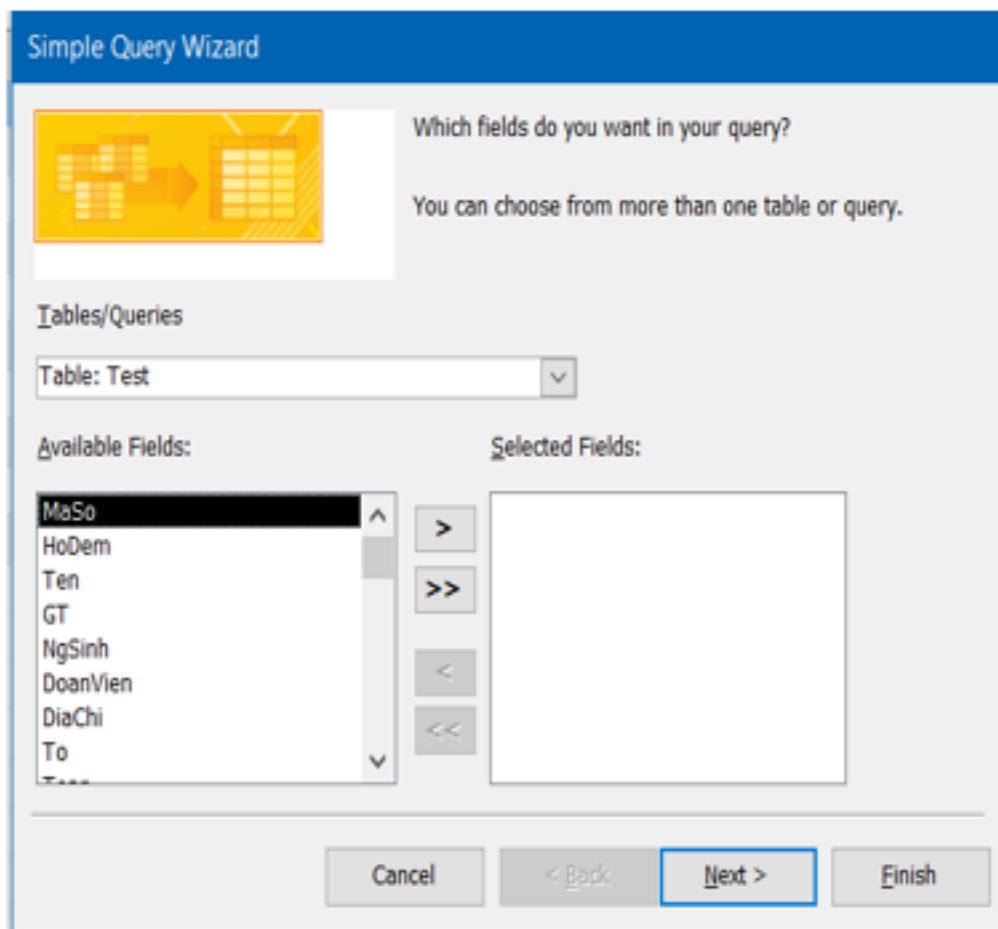 Simple Query Wizard
Which fields do you want in your query?
You can choose from more than one table or query.
Tables/Queries
Table: Test
Available Fields:
Selected Fields:
MaSo
HoDem
Ten
GT
NgSinh
DoanVien
DiaChi
To
>
>>
<
<<
Cancel
< Back
Next >
Finish